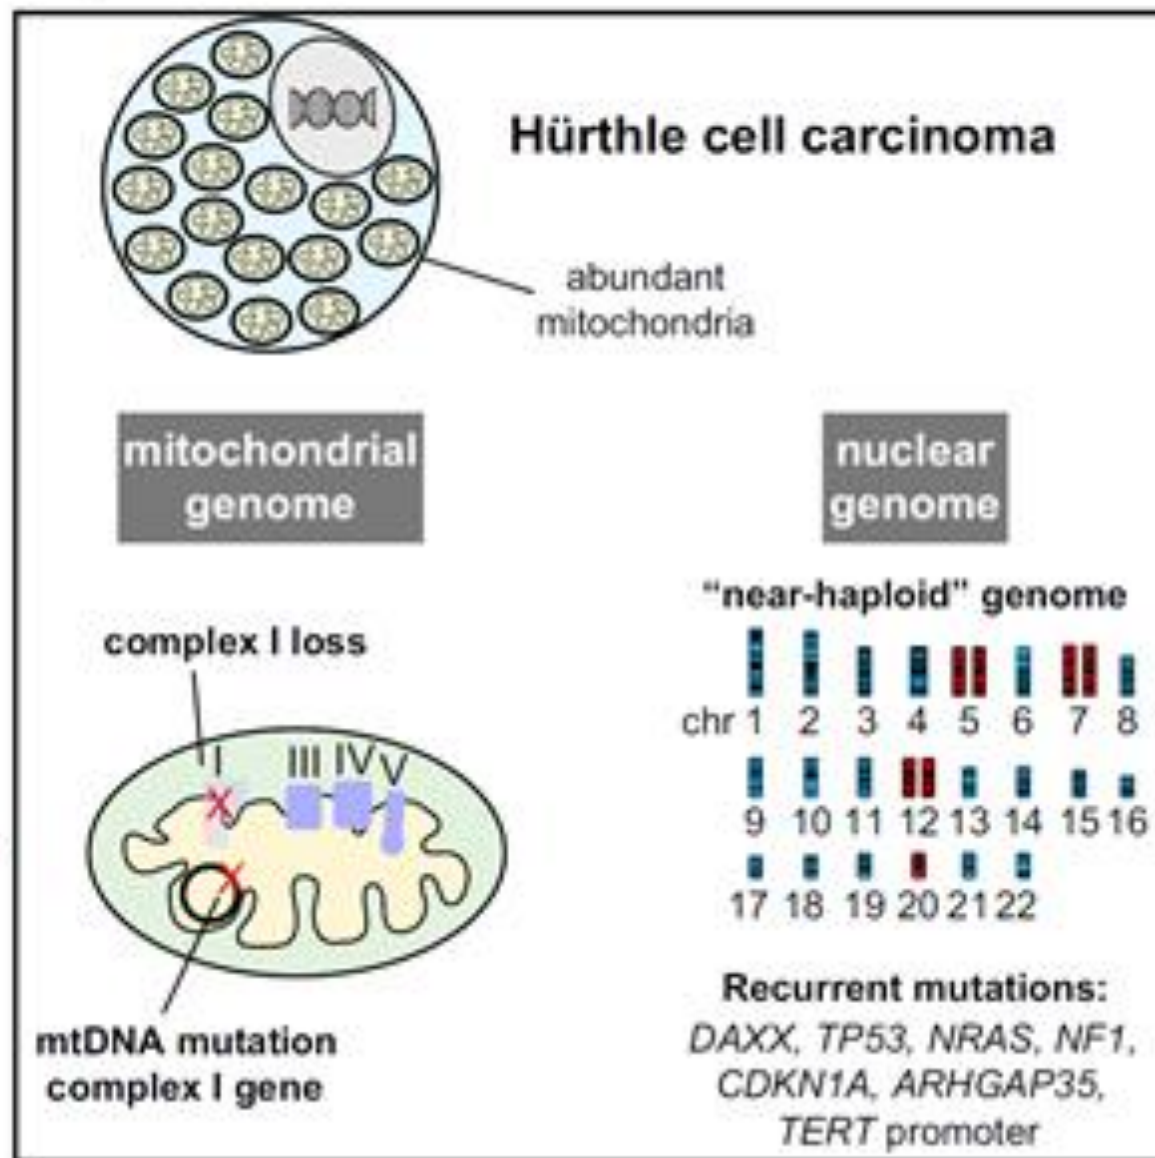 Hürthle cell carcinoma
abundant
mitochondria
mitochondrial
genome
complex I loss
I III IV V
mtDNA mutation
complex I gene
nuclear
genome
“near-haploid” genome
chr 1 2 3 4 5 6 7 8
9 10 11 12 13 14 15 16
17 18 19 20 21 22
Recurrent mutations:
DAXX, TP53, NRAS, NF1,
CDKN1A, ARHGAP35,
TERT promoter